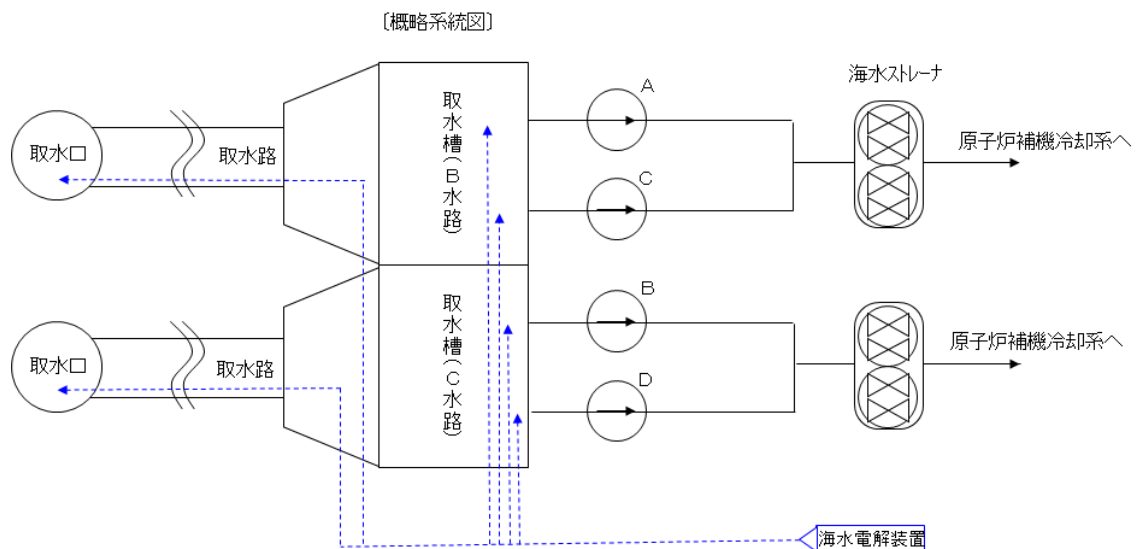 〔概略系統図〕
海水ストレーナ
A
取水槽(B水路)
取水口
取水路
原子炉補機冷却系へ
C
B
取水槽(C水路)
取水口
取水路
原子炉補機冷却系へ
D
海水電解装置